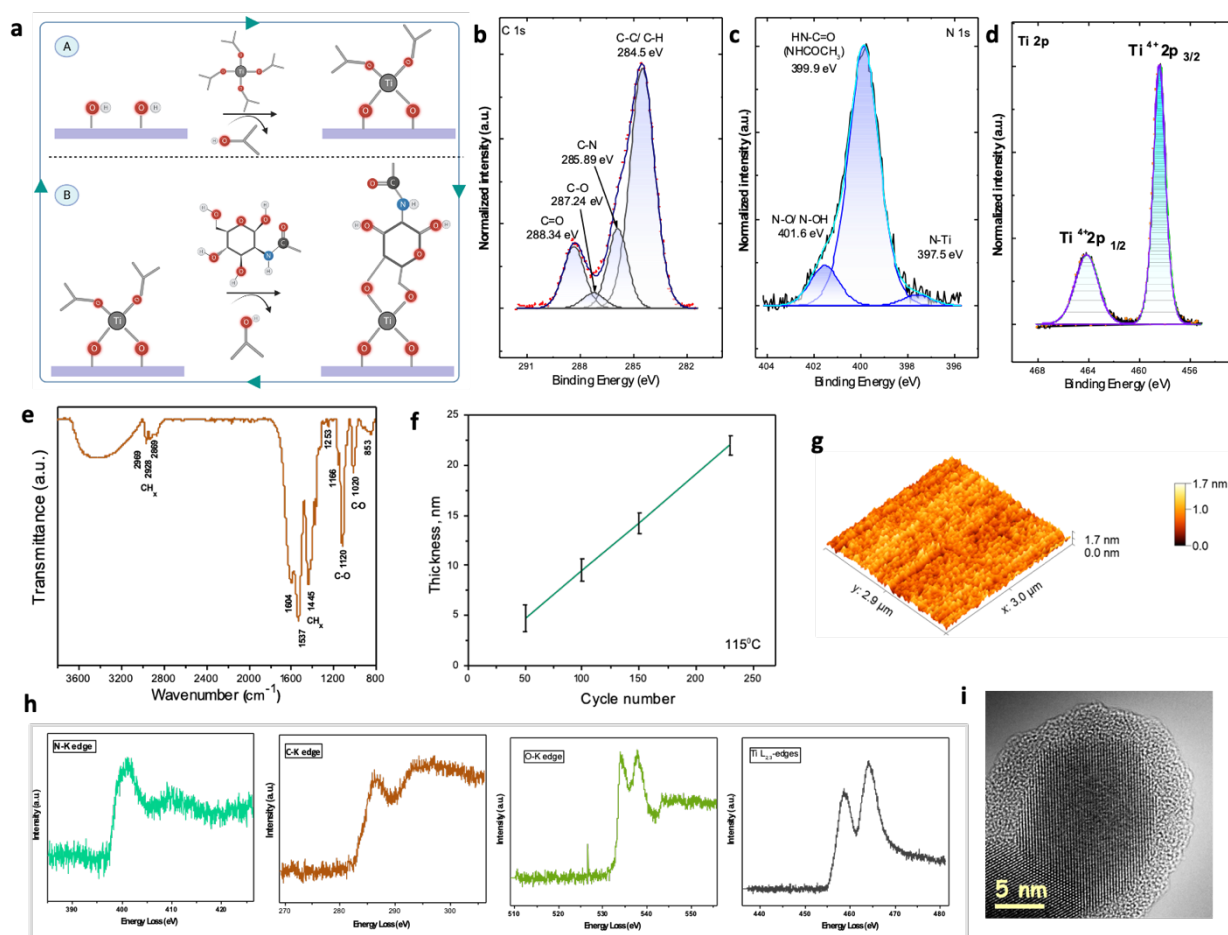 a
A
Ti
O
O
O
O
O H
O H
H O
Ti
O
O
O
O
B
H
O
H
O
H
O
O
H
O
H
O
N
C
O
H
Ti
O
O
O
O
O H
O
C
N
H
H O
O H
O
O
O
O
Ti
O
O
b
C 1s
C-C/ C-H
284.5 eV
C-N
285.89 eV
C-O
287.24 eV
C=O
288.34 eV
Normalized intensity (a.u.)
291 288 285 282
Binding Energy (eV)
c
N 1s
HN-C=O
(NHCOCH3)
399.9 eV
N-O/ N-OH
401.6 eV
N-Ti
397.5 eV
Normalized intensity (a.u.)
404 402 400 398 396
Binding Energy (eV)
d
Ti 2p
Ti 4+ 2p 3/2
Ti 4+ 2p 1/2
Normalized intensity (a.u.)
468 464 460 456
Binding Energy (eV)
e
Transmittance (a.u.)
2969
2928
2869
CHx
1604
1537
1445
CHx
1253
1166
1120
C-O
1020
C-O
853
3600 2800 2000 1600 1200 800
Wavenumber (cm-1)
f
Thickness, nm
25
20
15
10
5
0
115⁰C
0 50 100 150 200 250
Cycle number
g
y: 2.9 µm
x: 3.0 µm
1.7 nm
0.0 nm
1.7 nm
1.0
0.0
h
N-K edge
Intensity (a.u)
390 400 410 420
Energy Loss (eV)
C-K edge
Intensity (a.u)
270 280 290 300
Energy Loss (eV)
O-K edge
Intensity (a.u)
510 520 530 540 550
Energy Loss (eV)
Ti L2,3-edges
Intensity (a.u.)
440 450 460 470 480
Energy Loss (eV)
i
5 nm